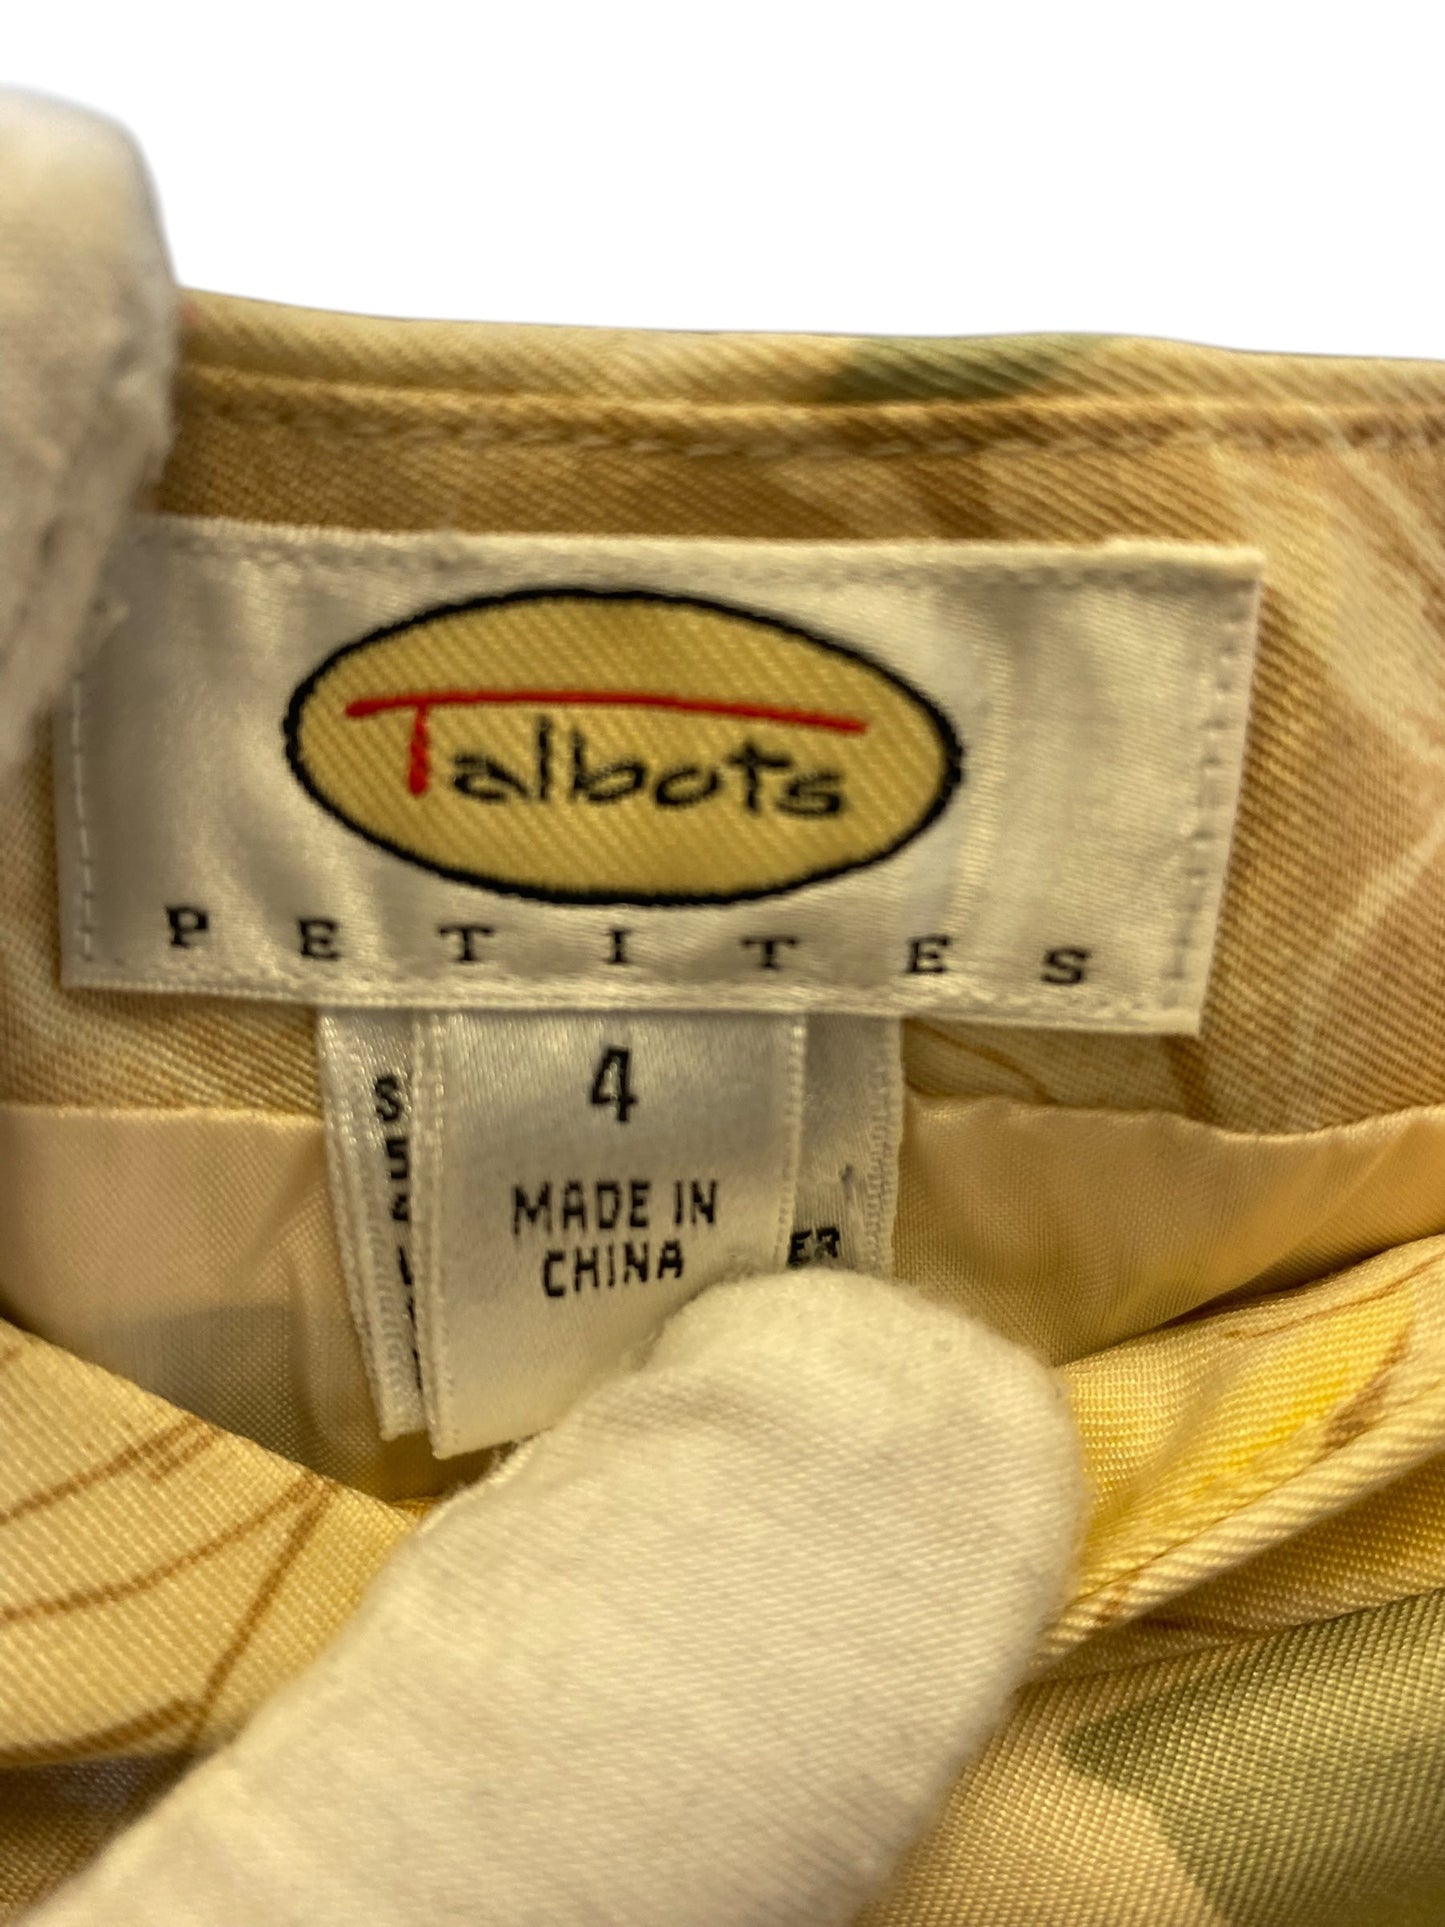 Talbots
PETITES
4
MADE IN
CHINA